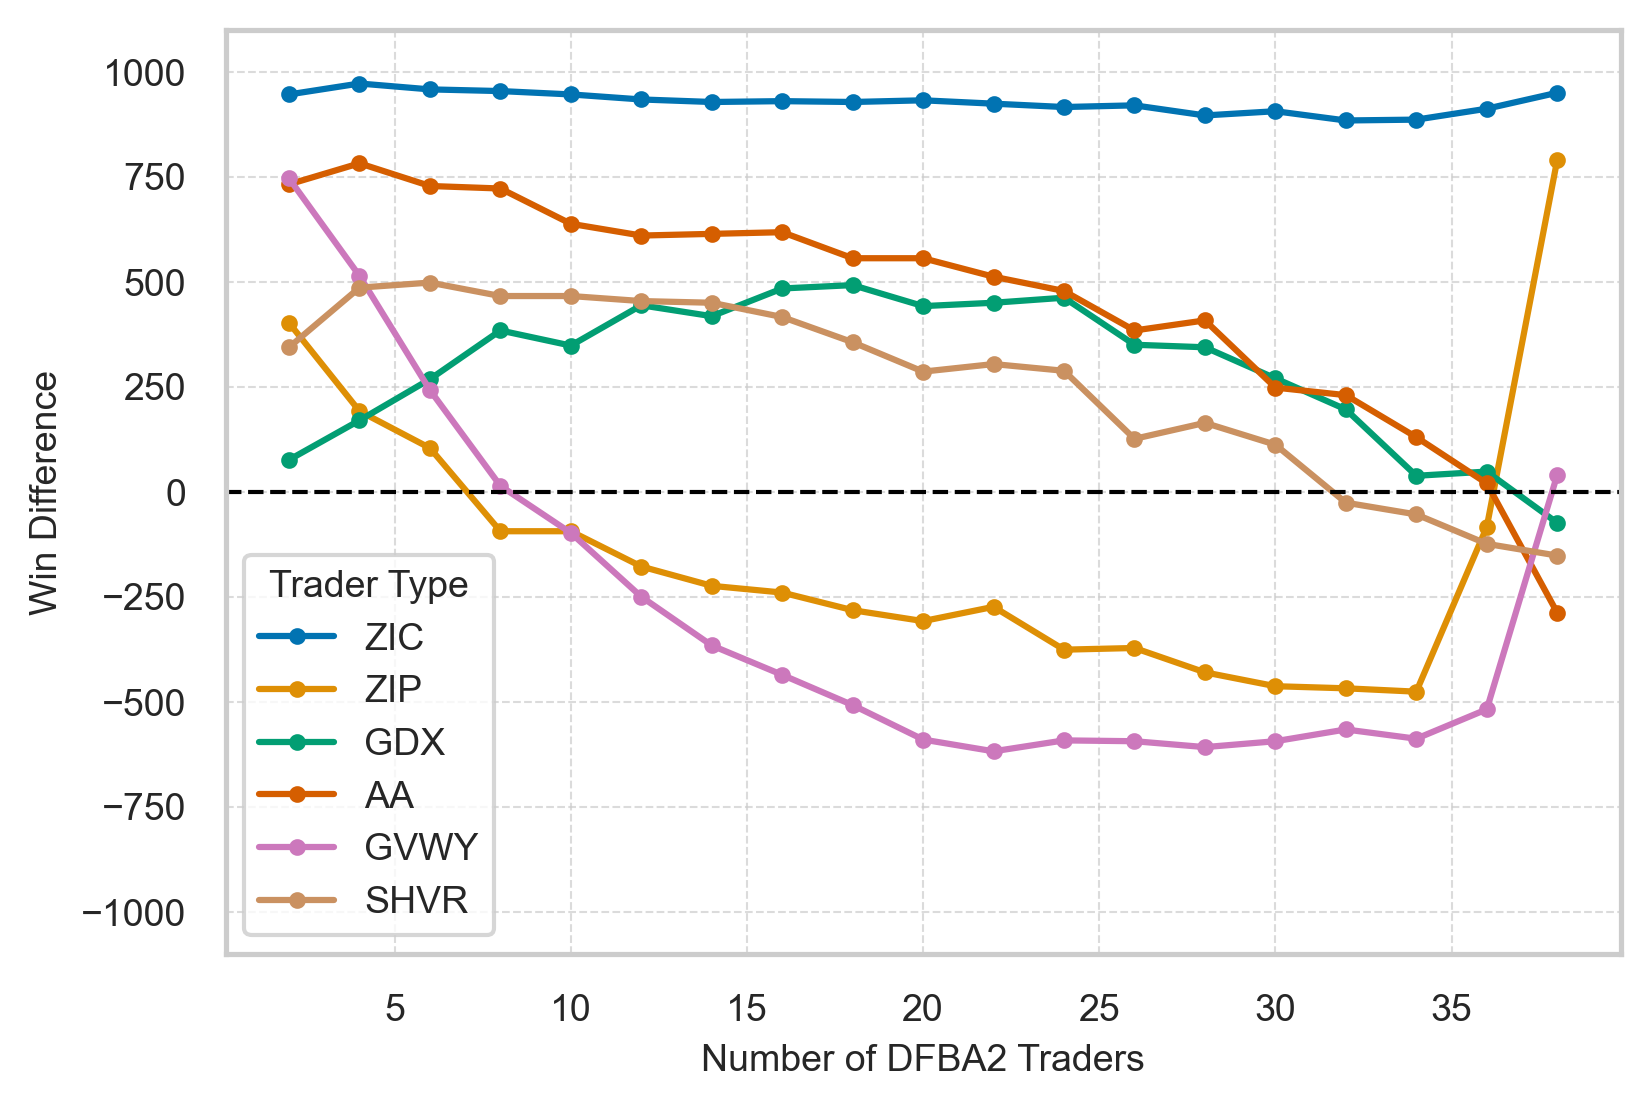 1000
750
500
250
0
−250
−500
−750
−1000
Win Difference
Trader Type
ZIC
ZIP
GDX
AA
GVWY
SHVR
5 10 15 20 25 30 35
Number of DFBA2 Traders